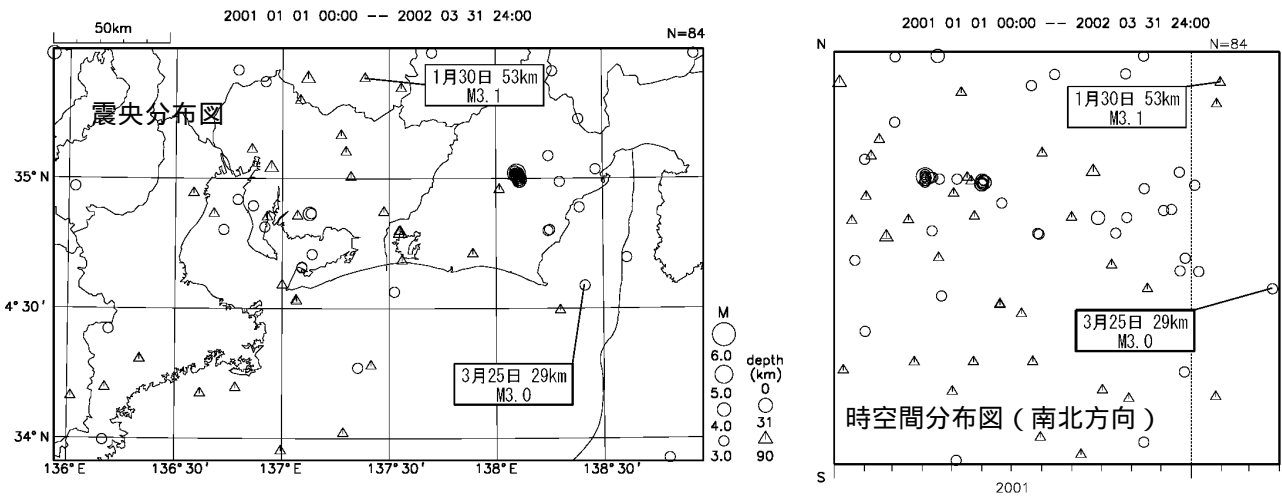 2001 01 01 00:00 -- 2002 03 31 24:00
50km
N=84
1月30日 53km
M3.1
震央分布図
35°N
4°30′
34°N
3月25日 29km
M3.0
136°E
136°30′
137°E
137°30′
138°E
138°30′
M
6.0
5.0
4.0
3.0
depth
(km)
0
31
90
2001 01 01 00:00 -- 2002 03 31 24:00
N
N=84
1月30日 53km
M3.1
3月25日 29km
M3.0
時空間分布図(南北方向)
S
2001